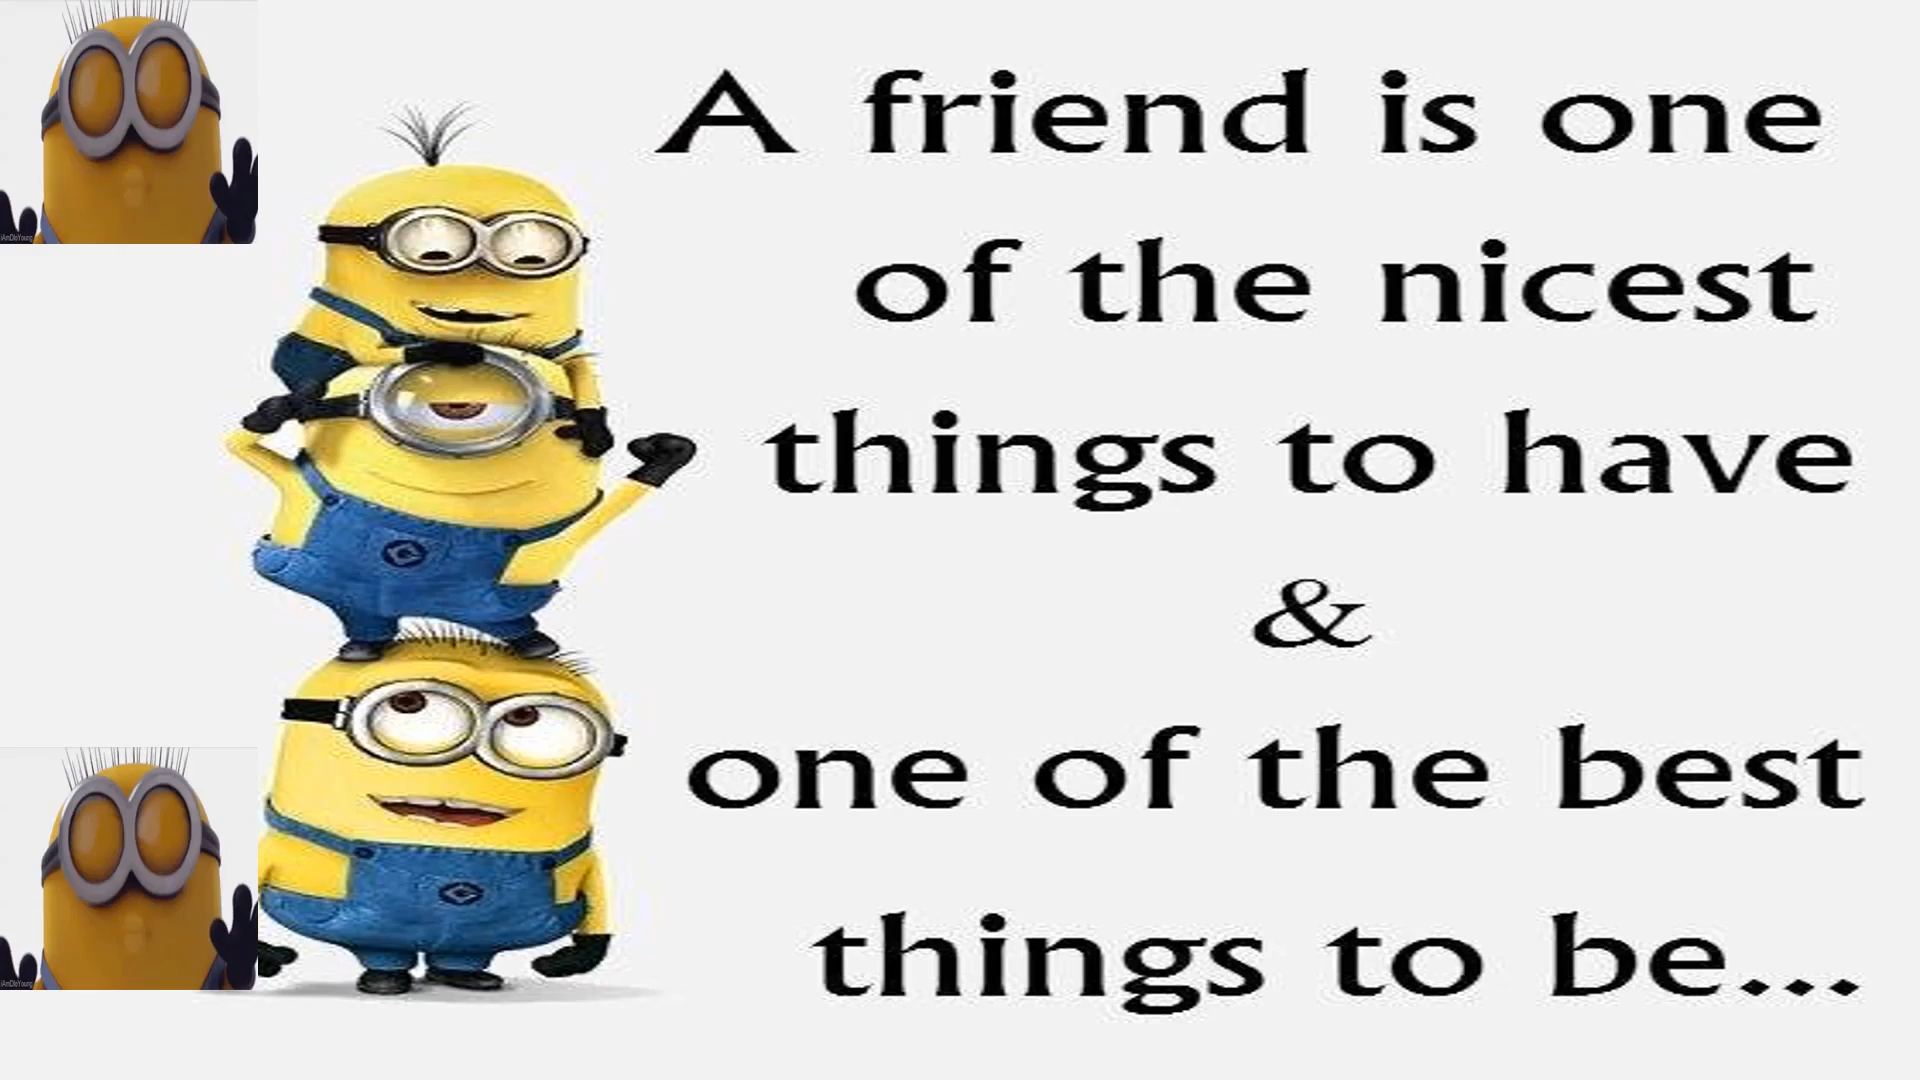 A friend is one
of the nicest
things to have
&
one of the best
things to be...